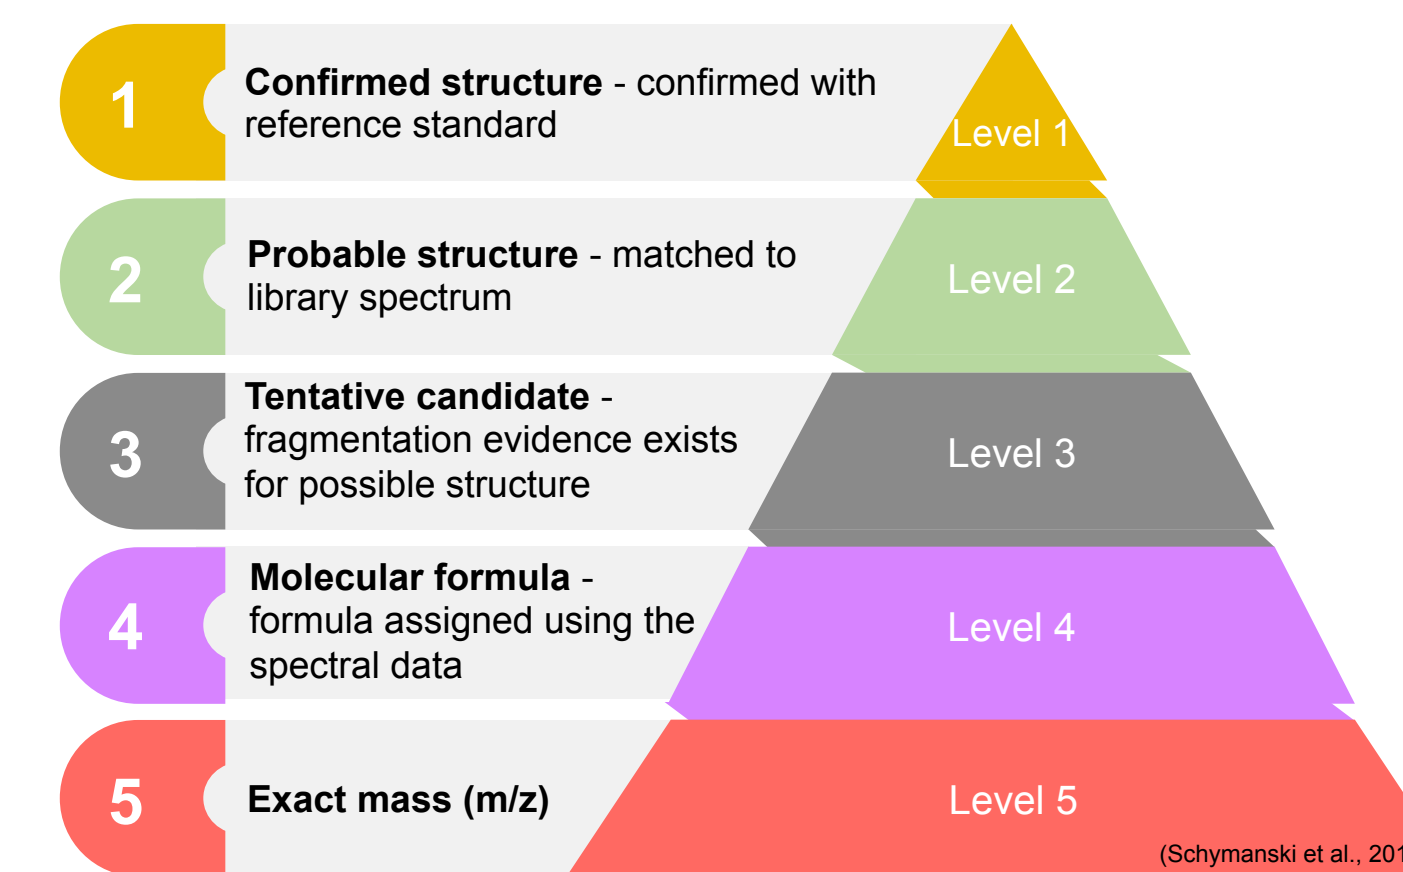 1
Confirmed structure - confirmed with
reference standard
Level 1
2
Probable structure - matched to
library spectrum
Level 2
3
Tentative candidate -
fragmentation evidence exists
for possible structure
Level 3
4
Molecular formula -
formula assigned using the
spectral data
Level 4
5
Exact mass (m/z)
Level 5
(Schymanski et al., 201